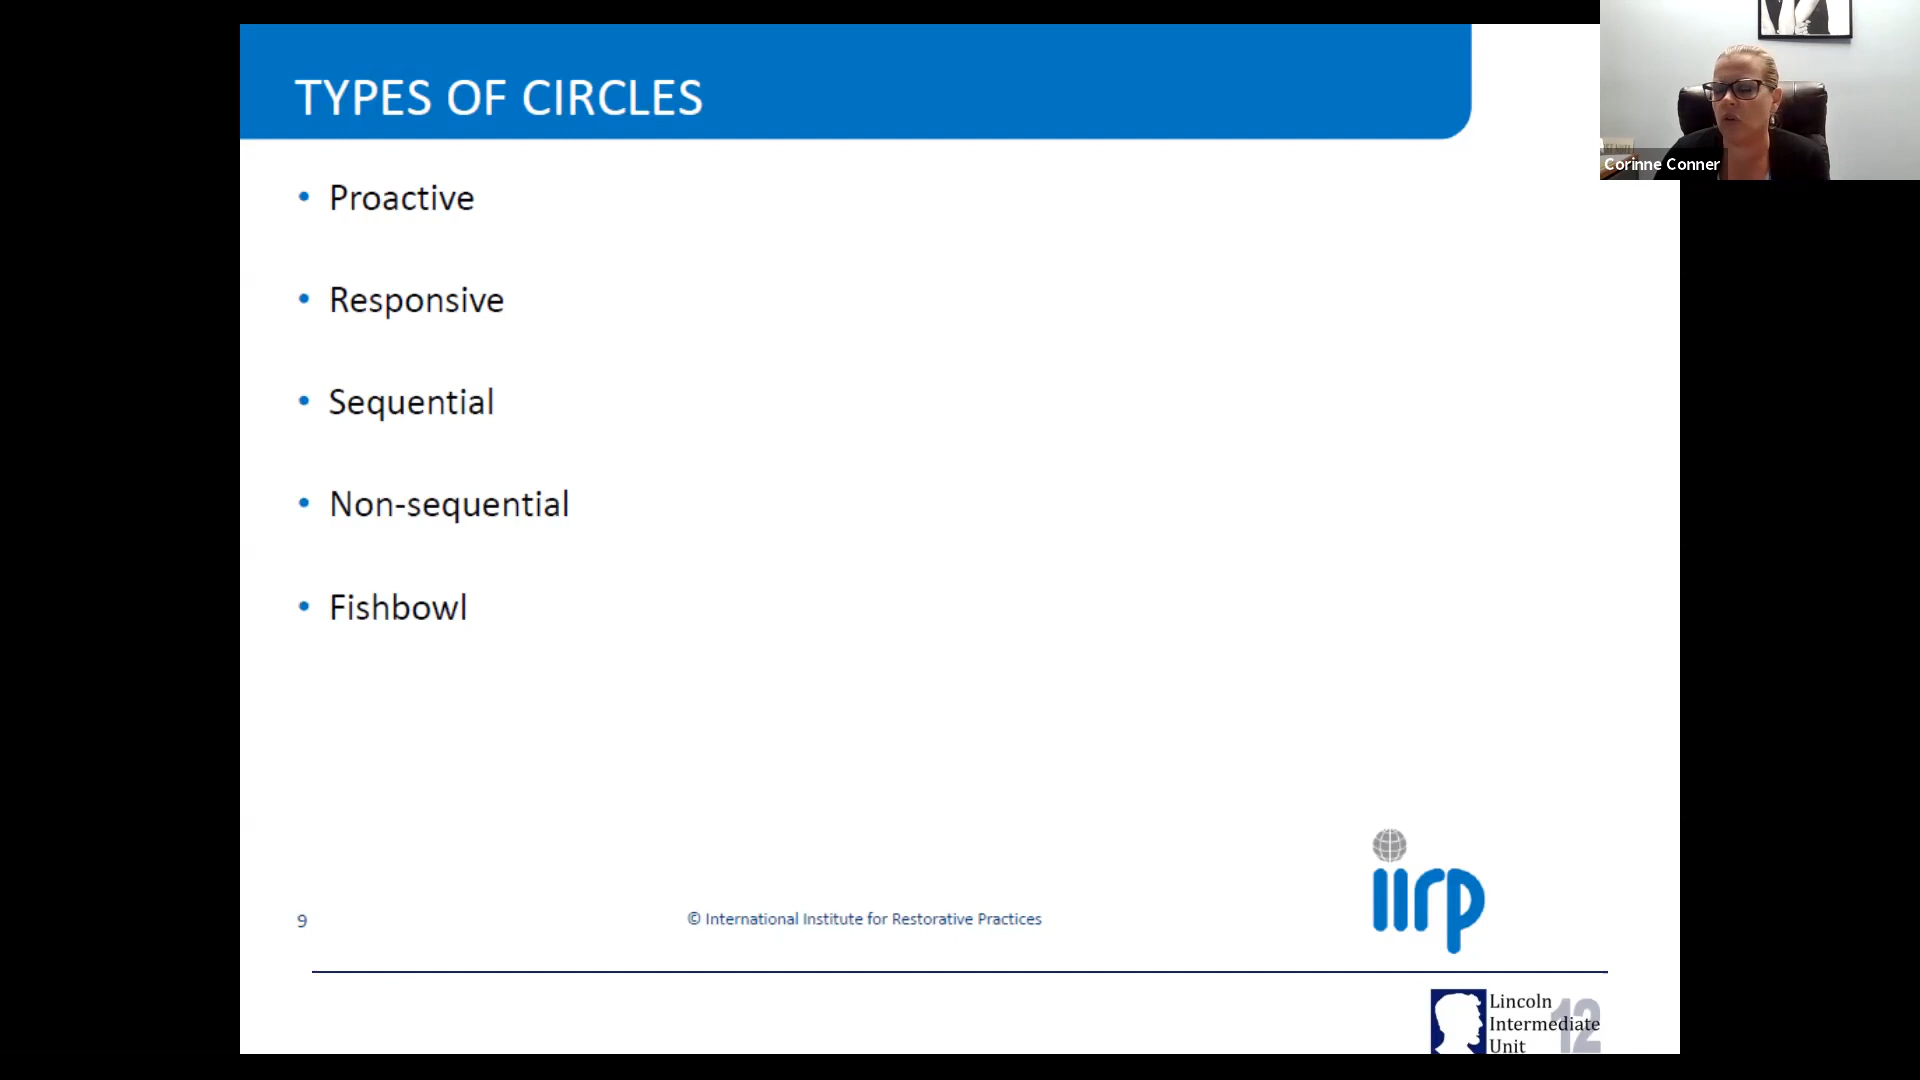 TYPES OF CIRCLES
Corinne Conner
• Proactive
• Responsive
• Sequential
• Non-sequential
• Fishbowl
iirp
9
© International Institute for Restorative Practices
Lincoln
Intermediate
Unit
12